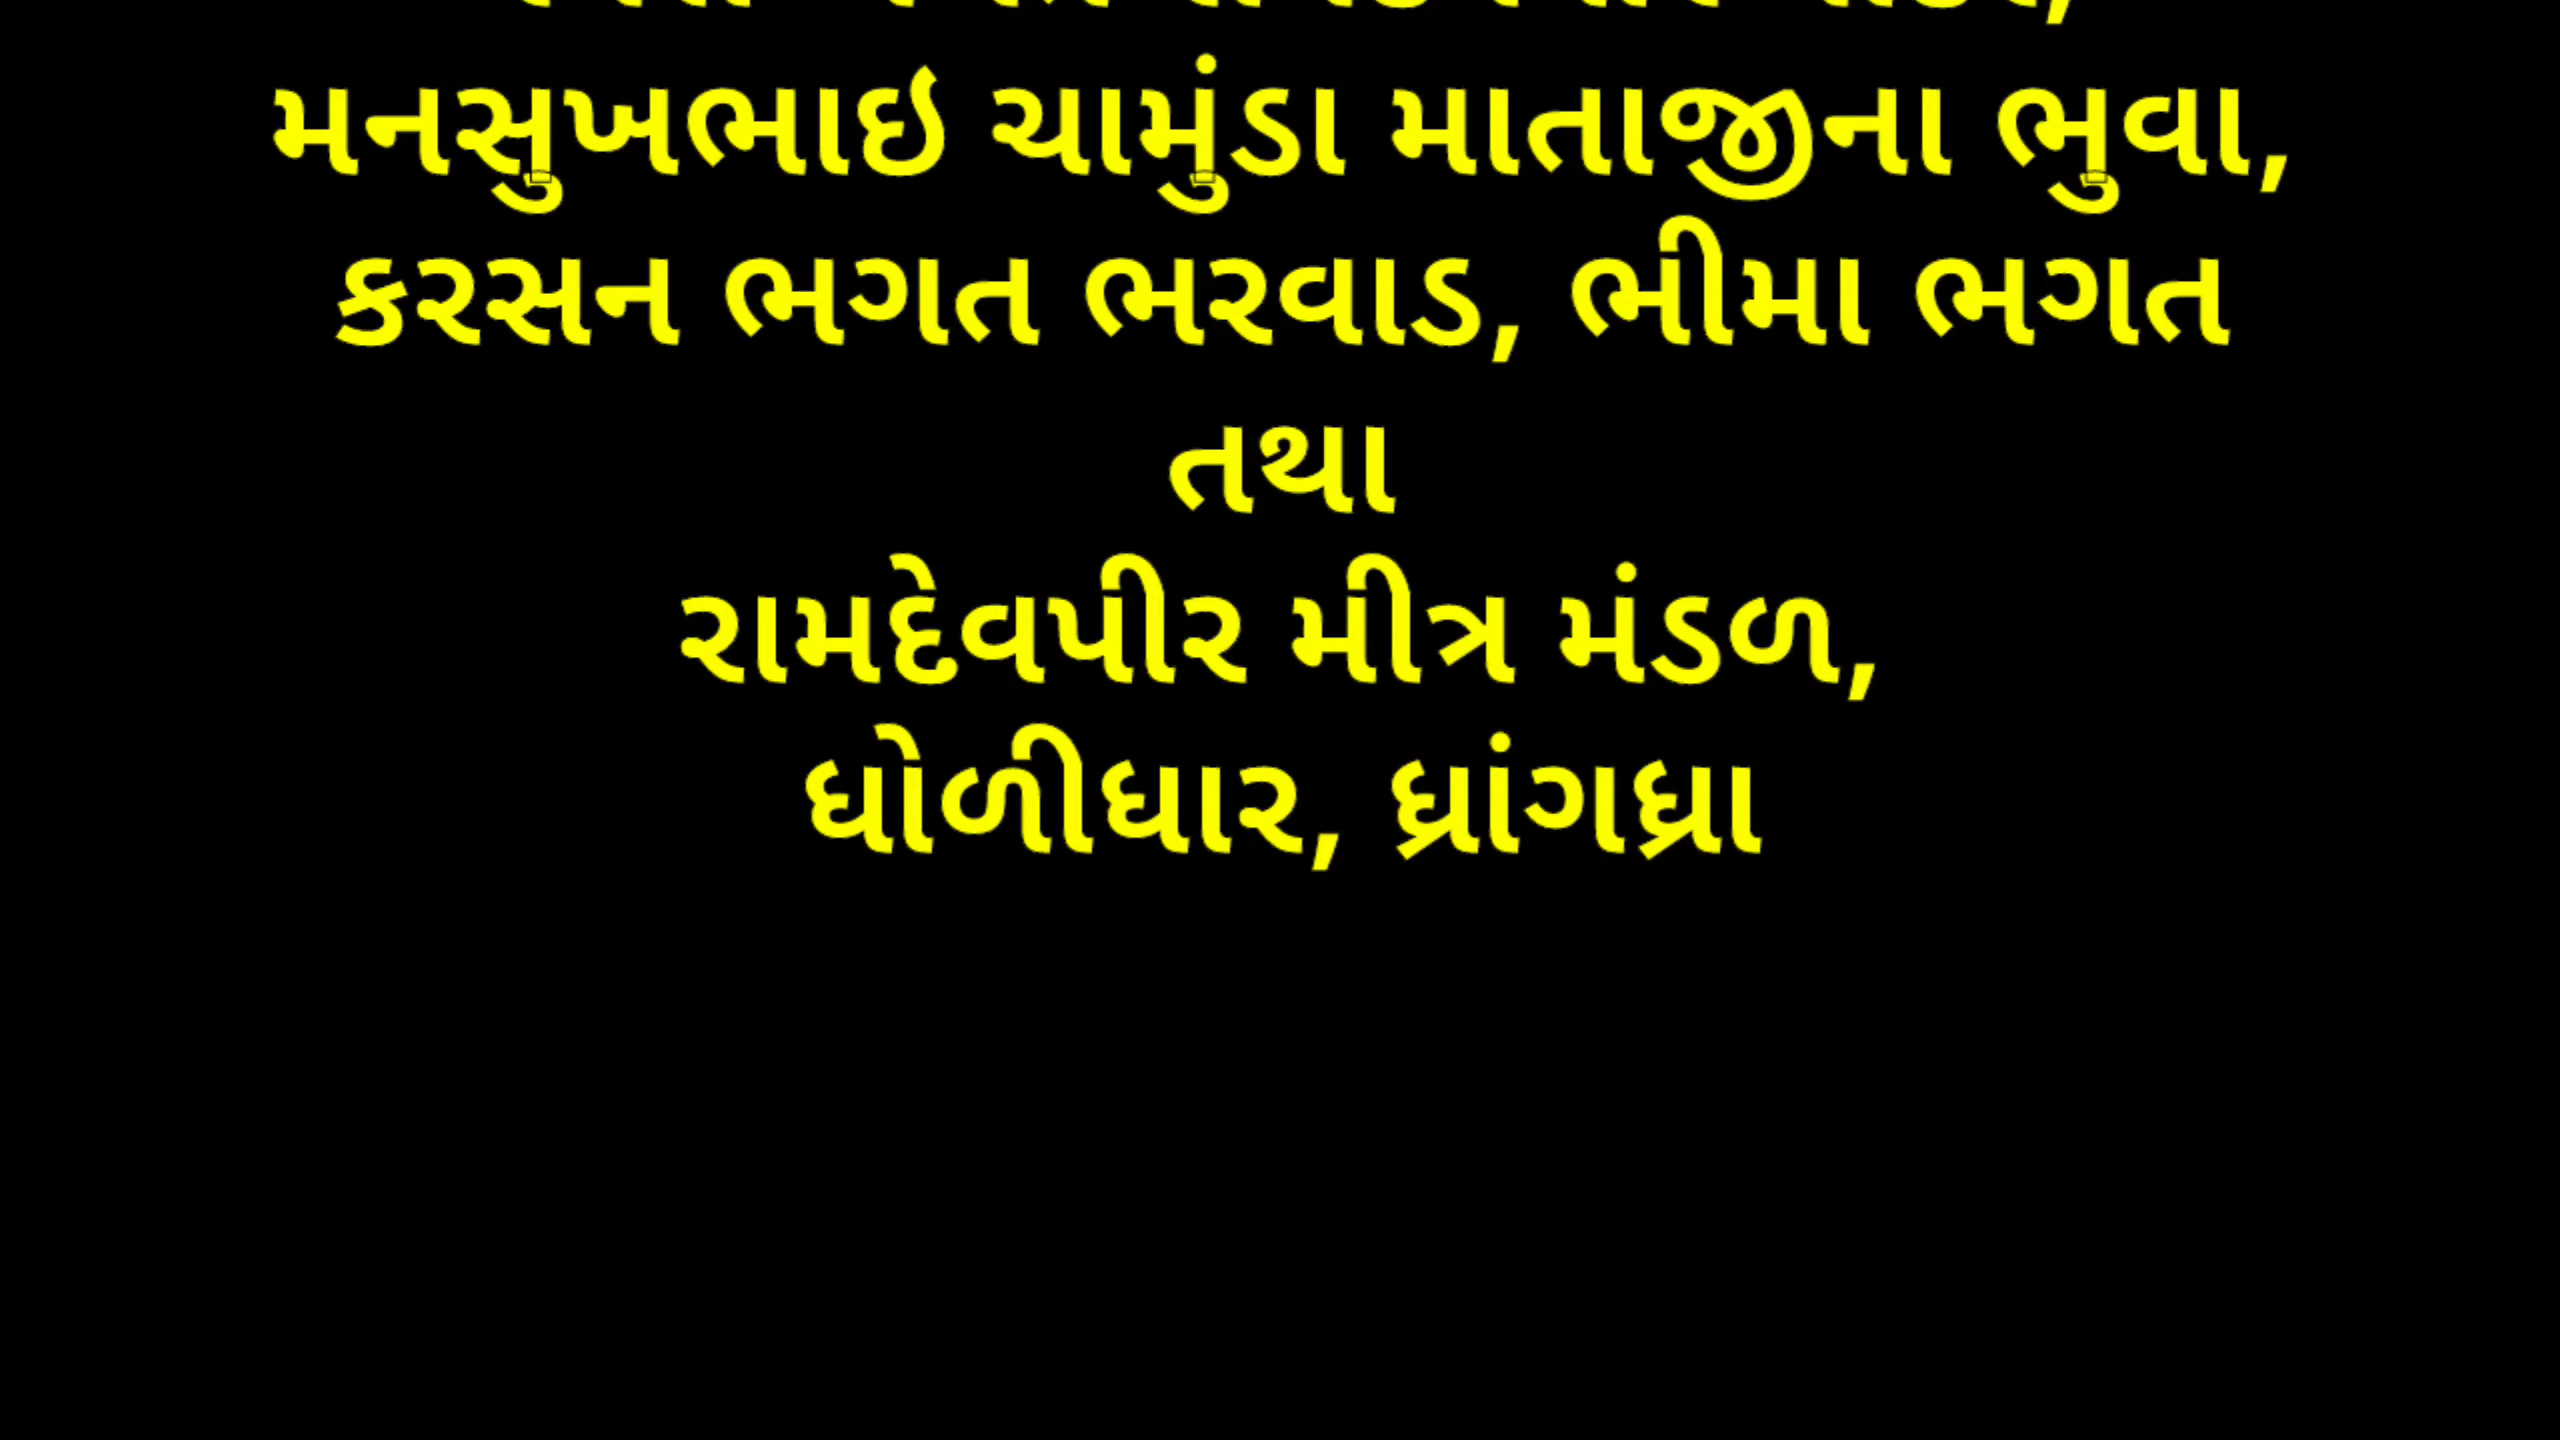 મનસુખભાઇ ચામુંડા માતાજીના ભુવા,
કરસન ભગત ભરવાડ, ભીમા ભગત
તથા
રામદેવપીર મીત્ર મંડળ,
ધોળીધાર, ધ્રાંગધ્રા